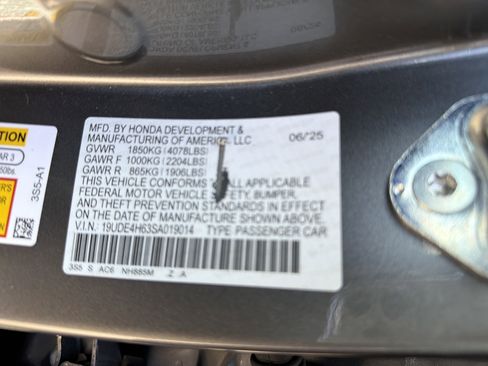 MFD. BY HONDA DEVELOPMENT & 06/25
MANUFACTURING OF AMERICA, LLC
GVWR 1850KG (4078LBS)
GAWR F 1000KG (2204LBS)
GAWR R 865KG (1906LBS)
THIS VEHICLE CONFORMS TO ALL APPLICABLE
FEDERAL MOTOR VEHICLE SAFETY, BUMPER,
AND THEFT PREVENTION STANDARDS IN EFFECT
ON THE DATE OF MANUFACTURE SHOWN ABOVE.
V.I.N.: 19UDE4H63SA019014 TYPE PASSENGER CAR
3S5 S AC6 NH885M Z A
3S5-A1
AR 3